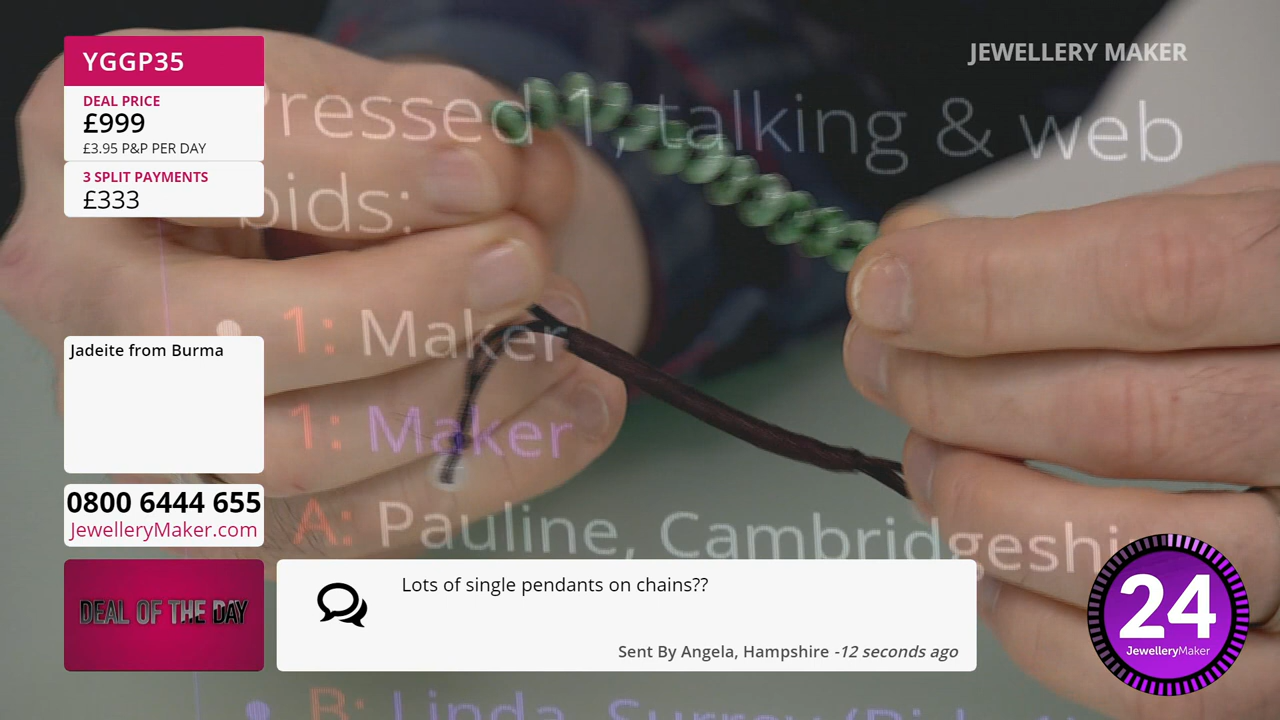 YGGP35
DEAL PRICE
£999
£3.95 P&P PER DAY
3 SPLIT PAYMENTS
£333
JEWELLERY MAKER
Pressed 1, talking & web
bids:
1: Maker
1: Maker
A: Pauline, Cambridgeshi
B: Linda, Surrey
Jadeite from Burma
0800 6444 655
JewelleryMaker.com
DEAL OF THE DAY
Lots of single pendants on chains??
Sent By Angela, Hampshire -12 seconds ago
24
JewelleryMaker